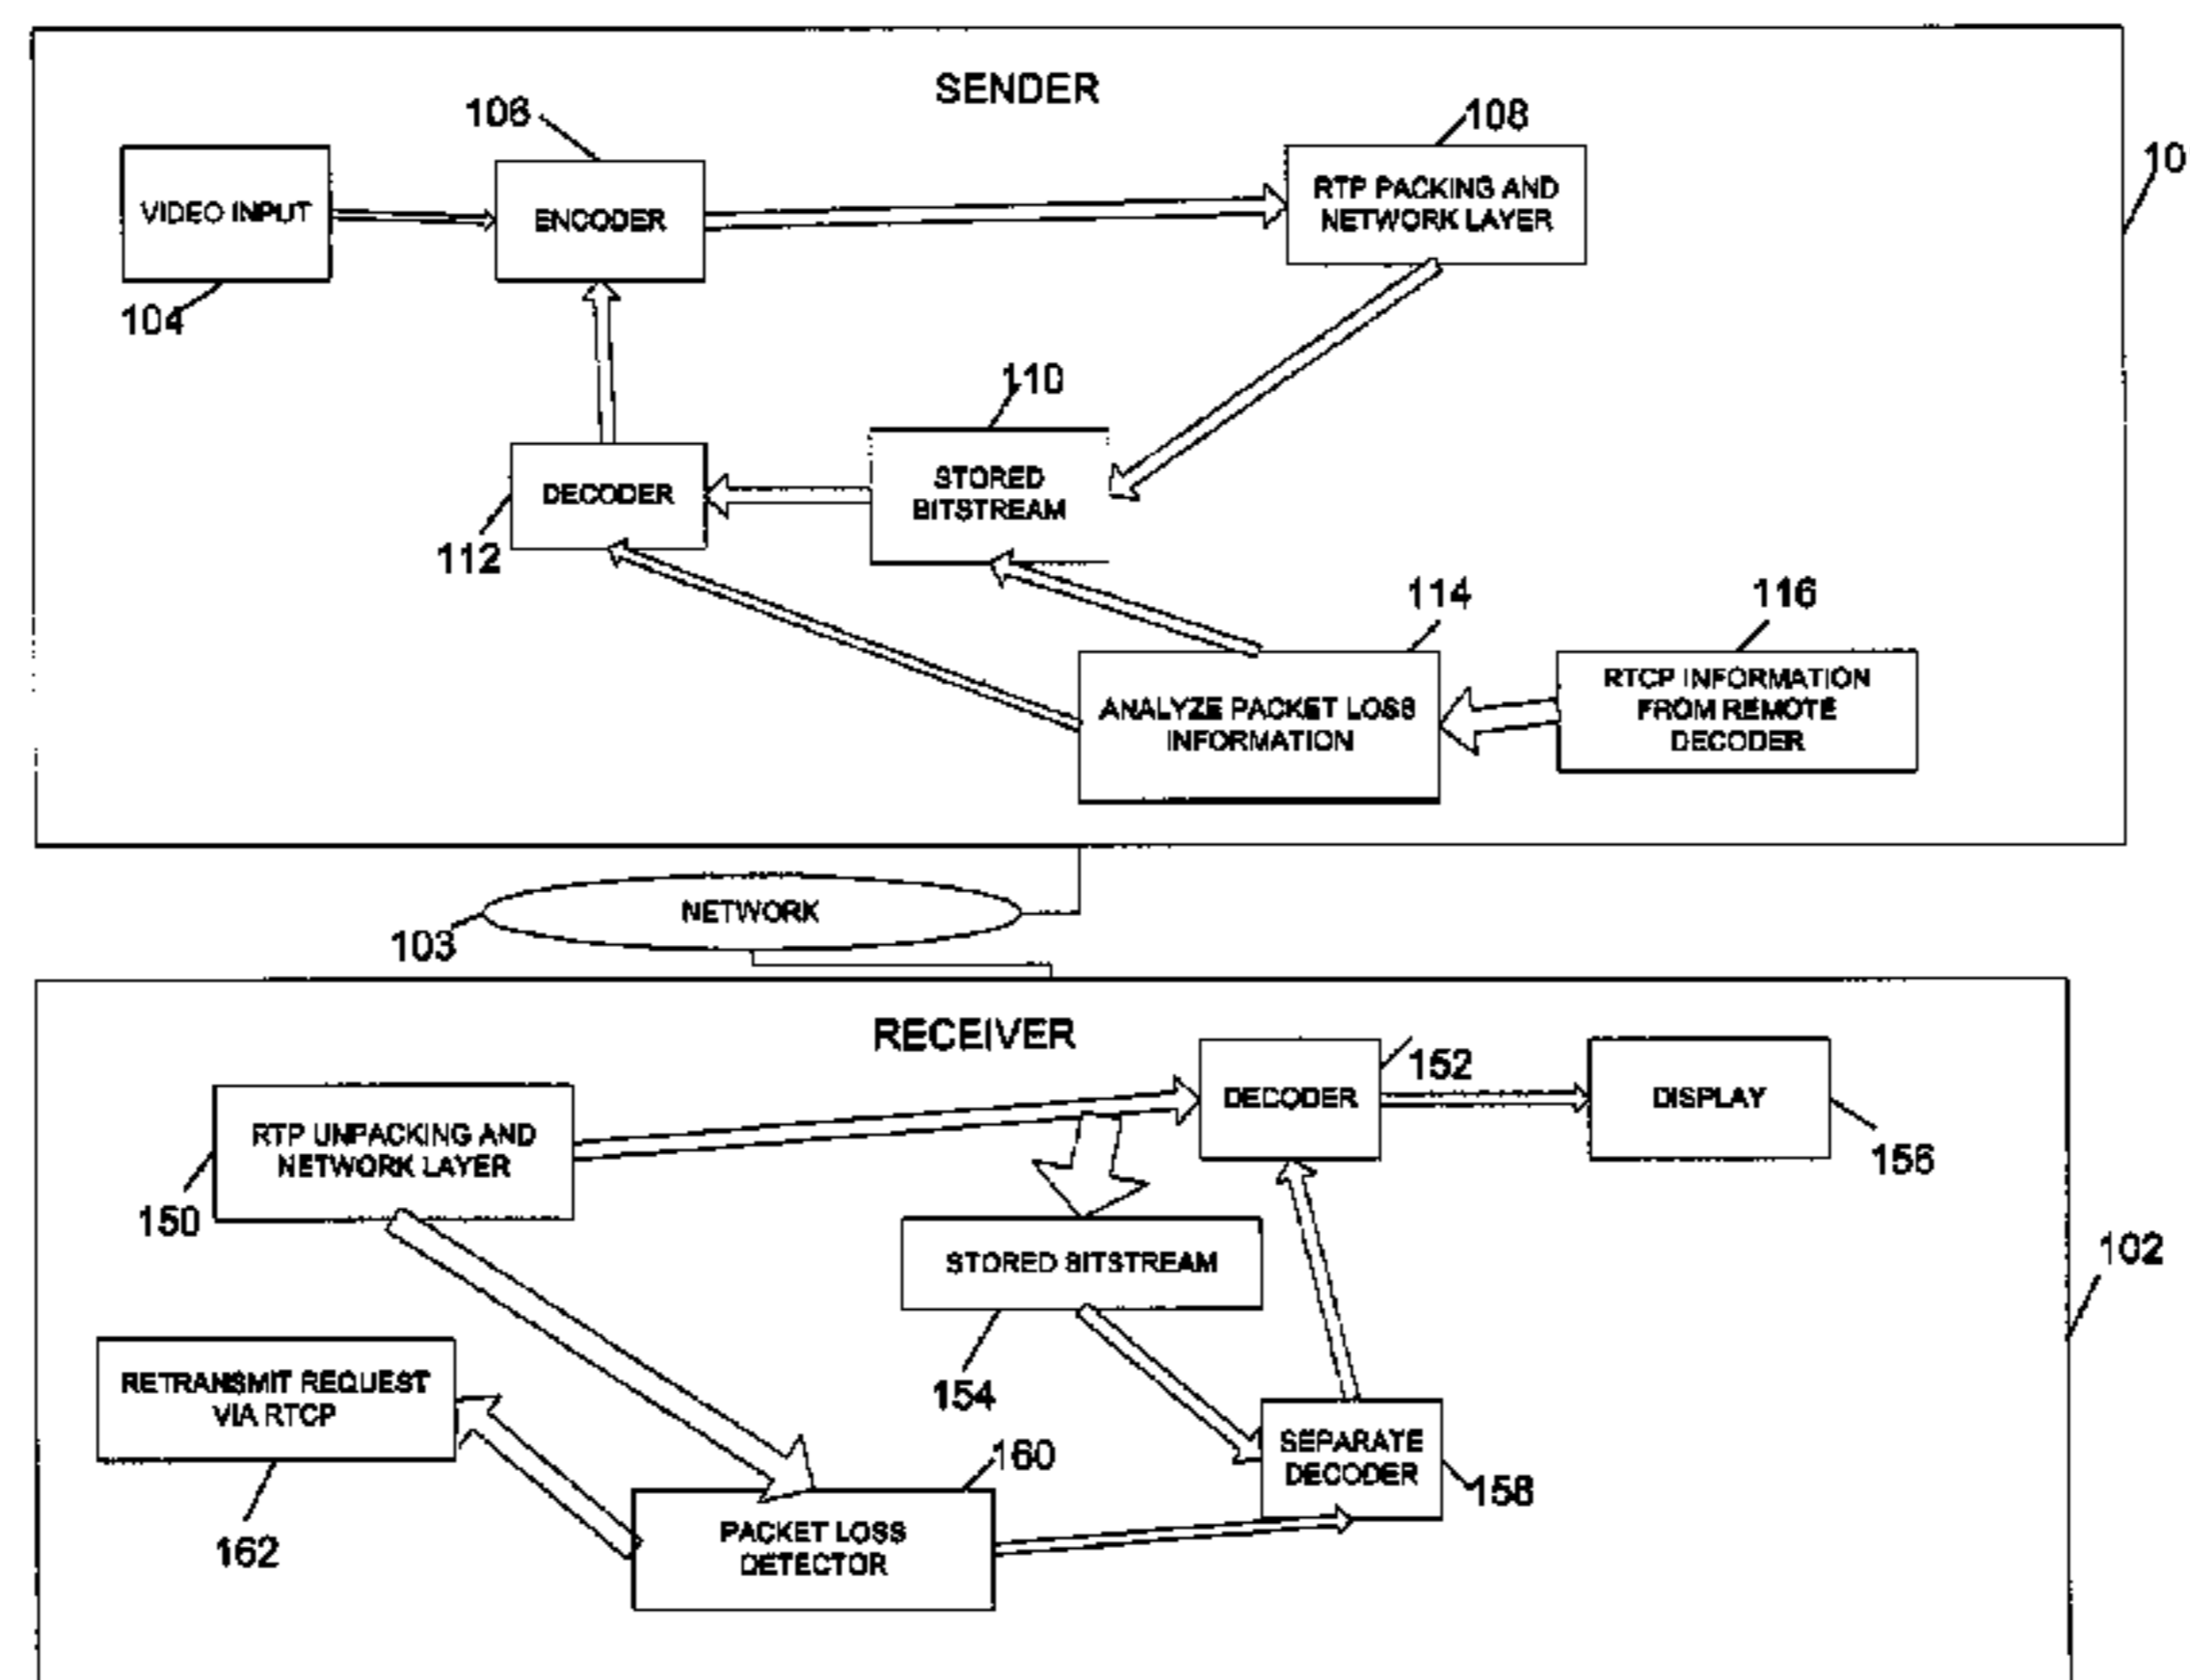 SENDER
106
108
10
VIDEO INPUT
ENCODER
RTP PACKING AND
NETWORK LAYER
104
110
DECODER
STORED
BITSTREAM
112
114
116
ANALYZE PACKET LOSS
INFORMATION
RTCP INFORMATION
FROM REMOTE
DECODER
NETWORK
103
RECEIVER
152
DECODER
DISPLAY
RTP UNPACKING AND
NETWORK LAYER
156
150
STORED BITSTREAM
102
154
RETRANSMIT REQUEST
VIA RTCP
160
SEPARATE
DECODER
158
162
PACKET LOSS
DETECTOR